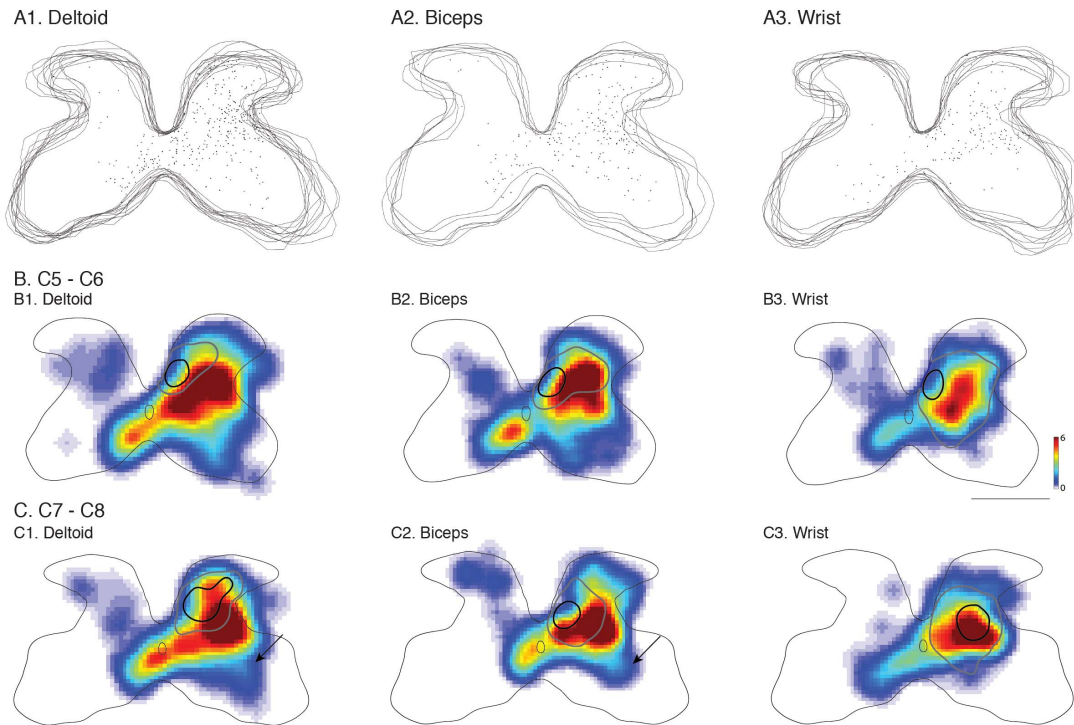 A1. Deltoid
A2. Biceps
A3. Wrist
B. C5 - C6
B1. Deltoid
B2. Biceps
B3. Wrist
6
0
C. C7 - C8
C1. Deltoid
C2. Biceps
C3. Wrist